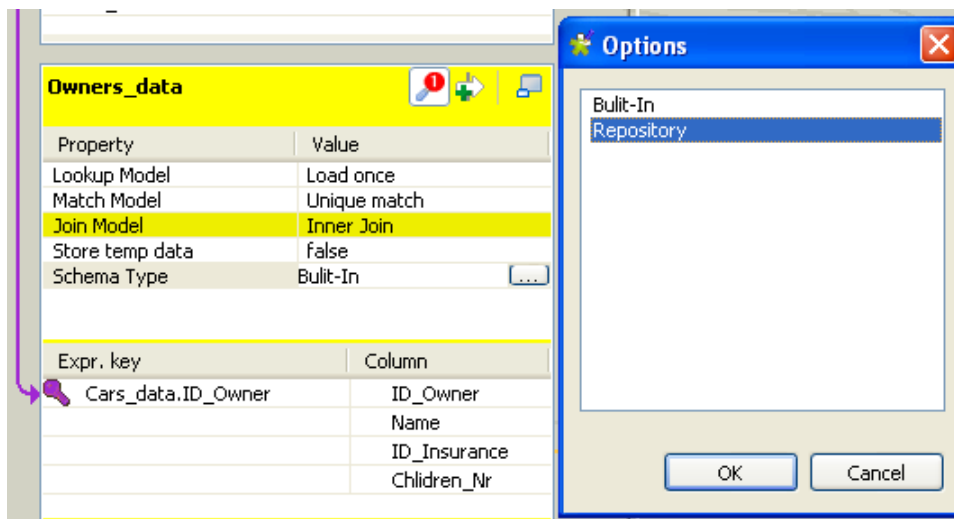 Owners_data
Property Value
Lookup Model Load once
Match Model Unique match
Join Model Inner Join
Store temp data false
Schema Type Bulit-In ...
Expr. key Column
Cars_data.ID_Owner ID_Owner
Name
ID_Insurance
Chlidren_Nr
Options
Bulit-In
Repository
OK Cancel